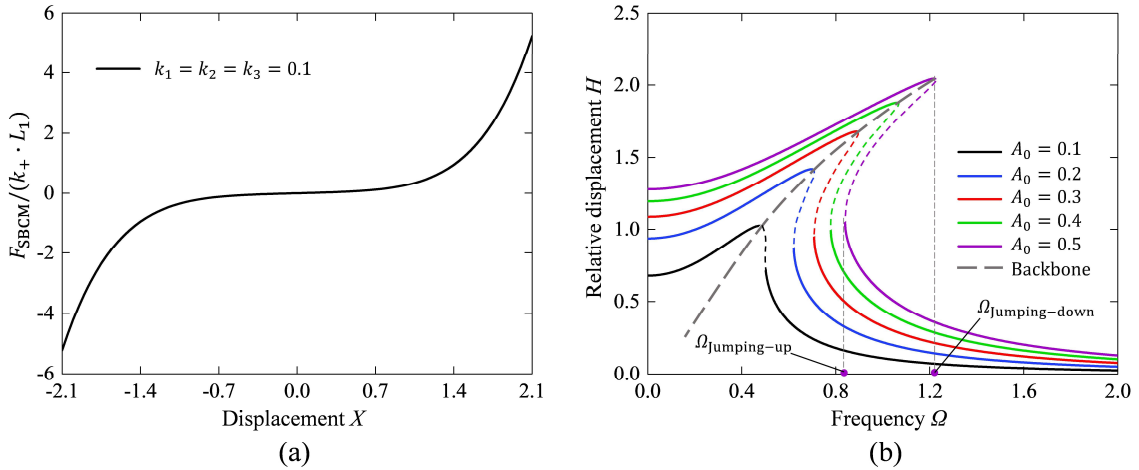 6
4
2
0
-2
-4
-6
-2.1 -1.4 -0.7 0.0 0.7 1.4 2.1
F_SBCM/(k_+ · L_1)
Displacement X
k_1 = k_2 = k_3 = 0.1
(a)
2.5
2.0
1.5
1.0
0.5
0.0
0.0 0.4 0.8 1.2 1.6 2.0
Relative displacement H
Frequency Ω
A_0 = 0.1
A_0 = 0.2
A_0 = 0.3
A_0 = 0.4
A_0 = 0.5
Backbone
Ω_Jumping−down
Ω_Jumping−up
(b)